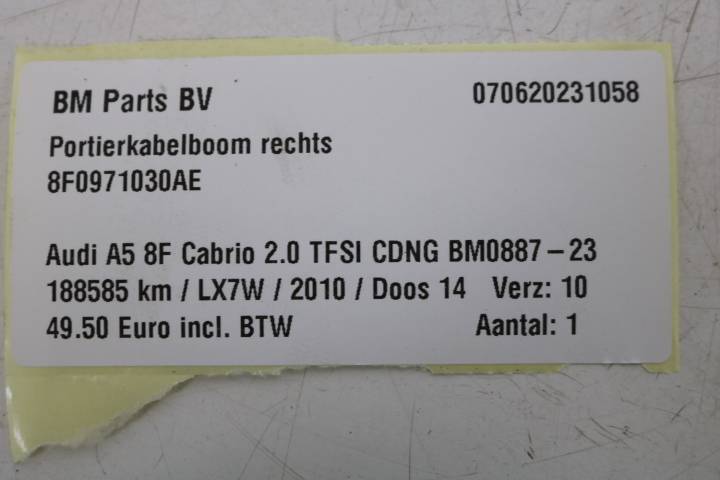 BM Parts BV 070620231058
Portierkabelboom rechts
8F0971030AE
Audi A5 8F Cabrio 2.0 TFSI CDNG BM0887-23
188585 km / LX7W / 2010 / Doos 14 Verz: 10
49.50 Euro incl. BTW Aantal: 1